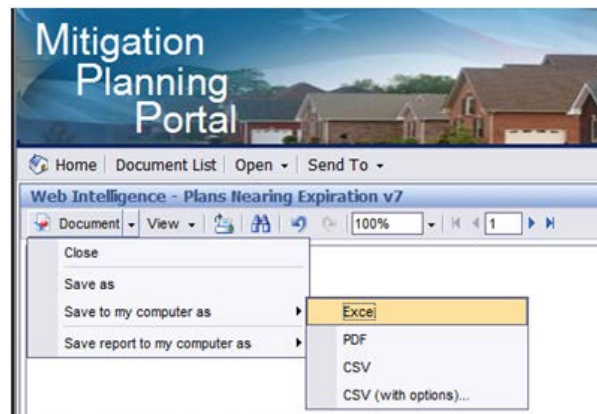 Mitigation
Planning
Portal
Home Document List Open Send To
Web Intelligence - Plans Nearing Expiration v7
Document View 100% 1
Close
Save as
Save to my computer as
Excel
Save report to my computer as
PDF
CSV
CSV (with options)...